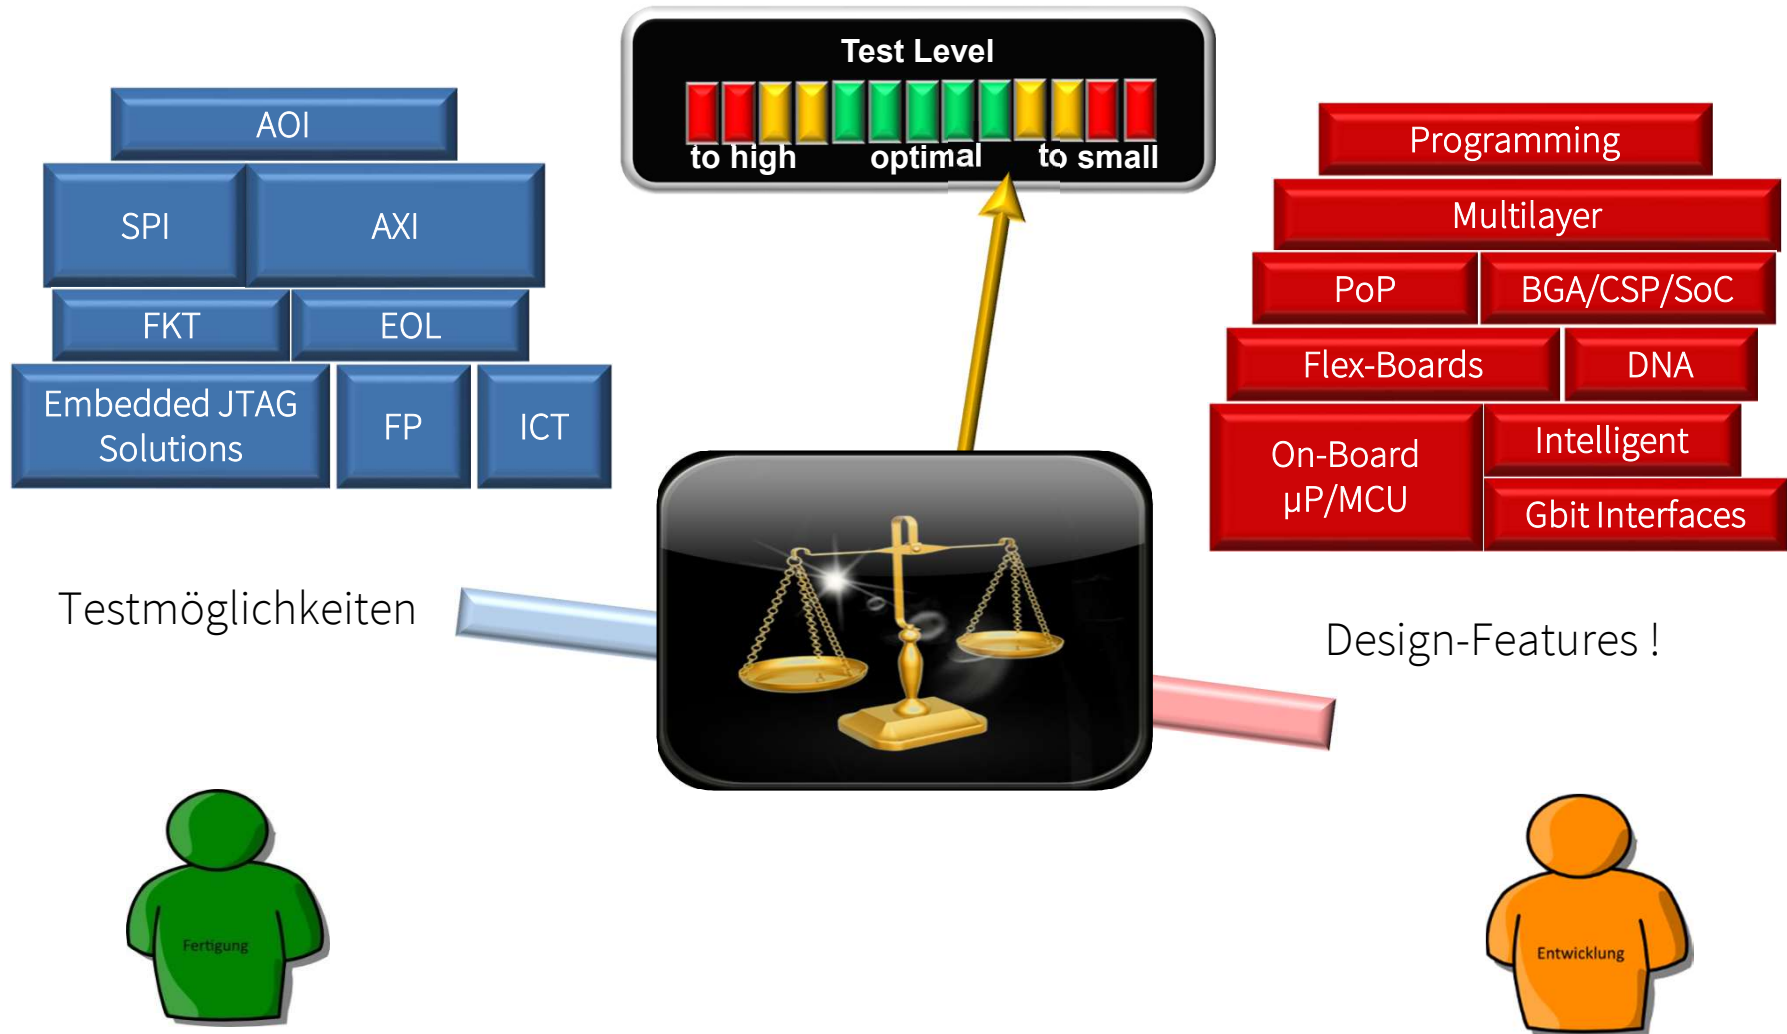 Test Level
to high optimal to small
AOI
SPI AXI
FKT EOL
Embedded JTAG
Solutions
FP ICT
Testmöglichkeiten
Programming
Multilayer
PoP BGA/CSP/SoC
Flex-Boards DNA
On-Board
µP/MCU
Intelligent
Gbit Interfaces
Design-Features !
Fertigung
Entwicklung